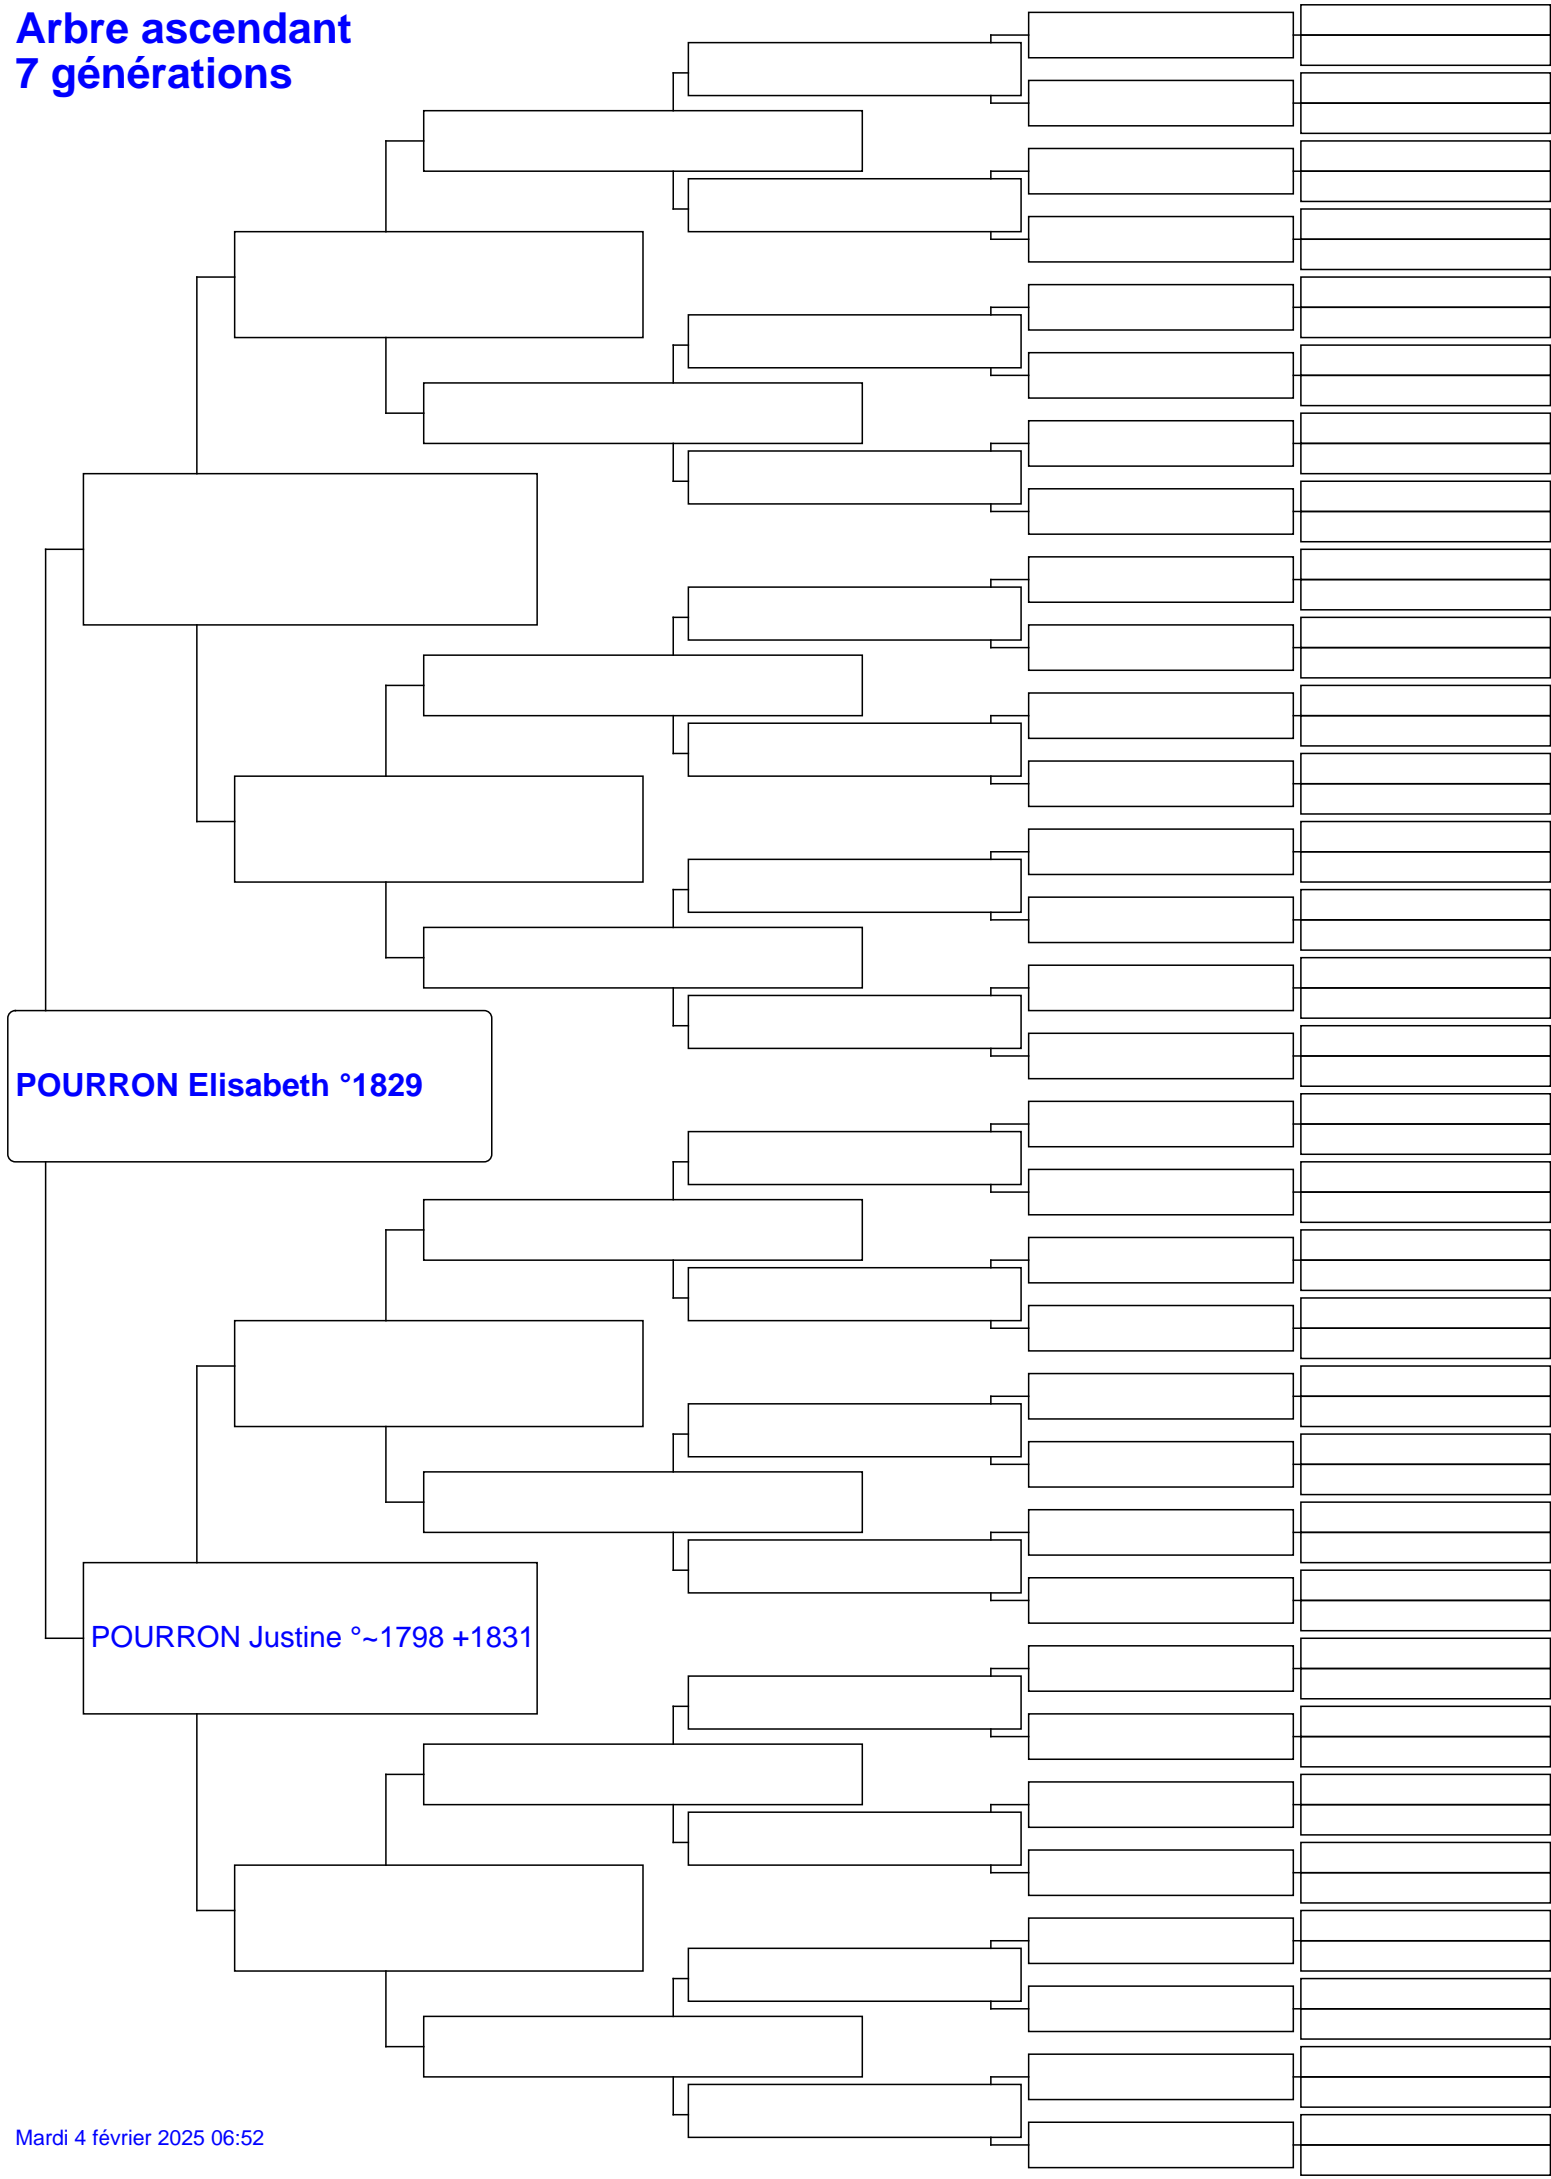 Arbre ascendant
7 générations
POURRON Elisabeth °1829
POURRON Justine °~1798 +1831
Mardi 4 février 2025 06:52